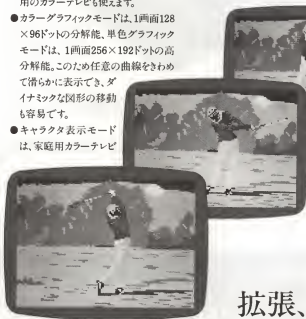 用のカラーテレビも使えます。
●カラーグラフィックモードは、1画面128
×96ドットの分解能、単色グラフィック
モードは、1画面256×192ドットの高
分解能。このため任意の曲線をきわめ
て滑らかに表示でき、ダ
イナミックな図形の移動
も容易です。
●キャラクタ表示モード
は、家庭用カラーテレビ
拡張、